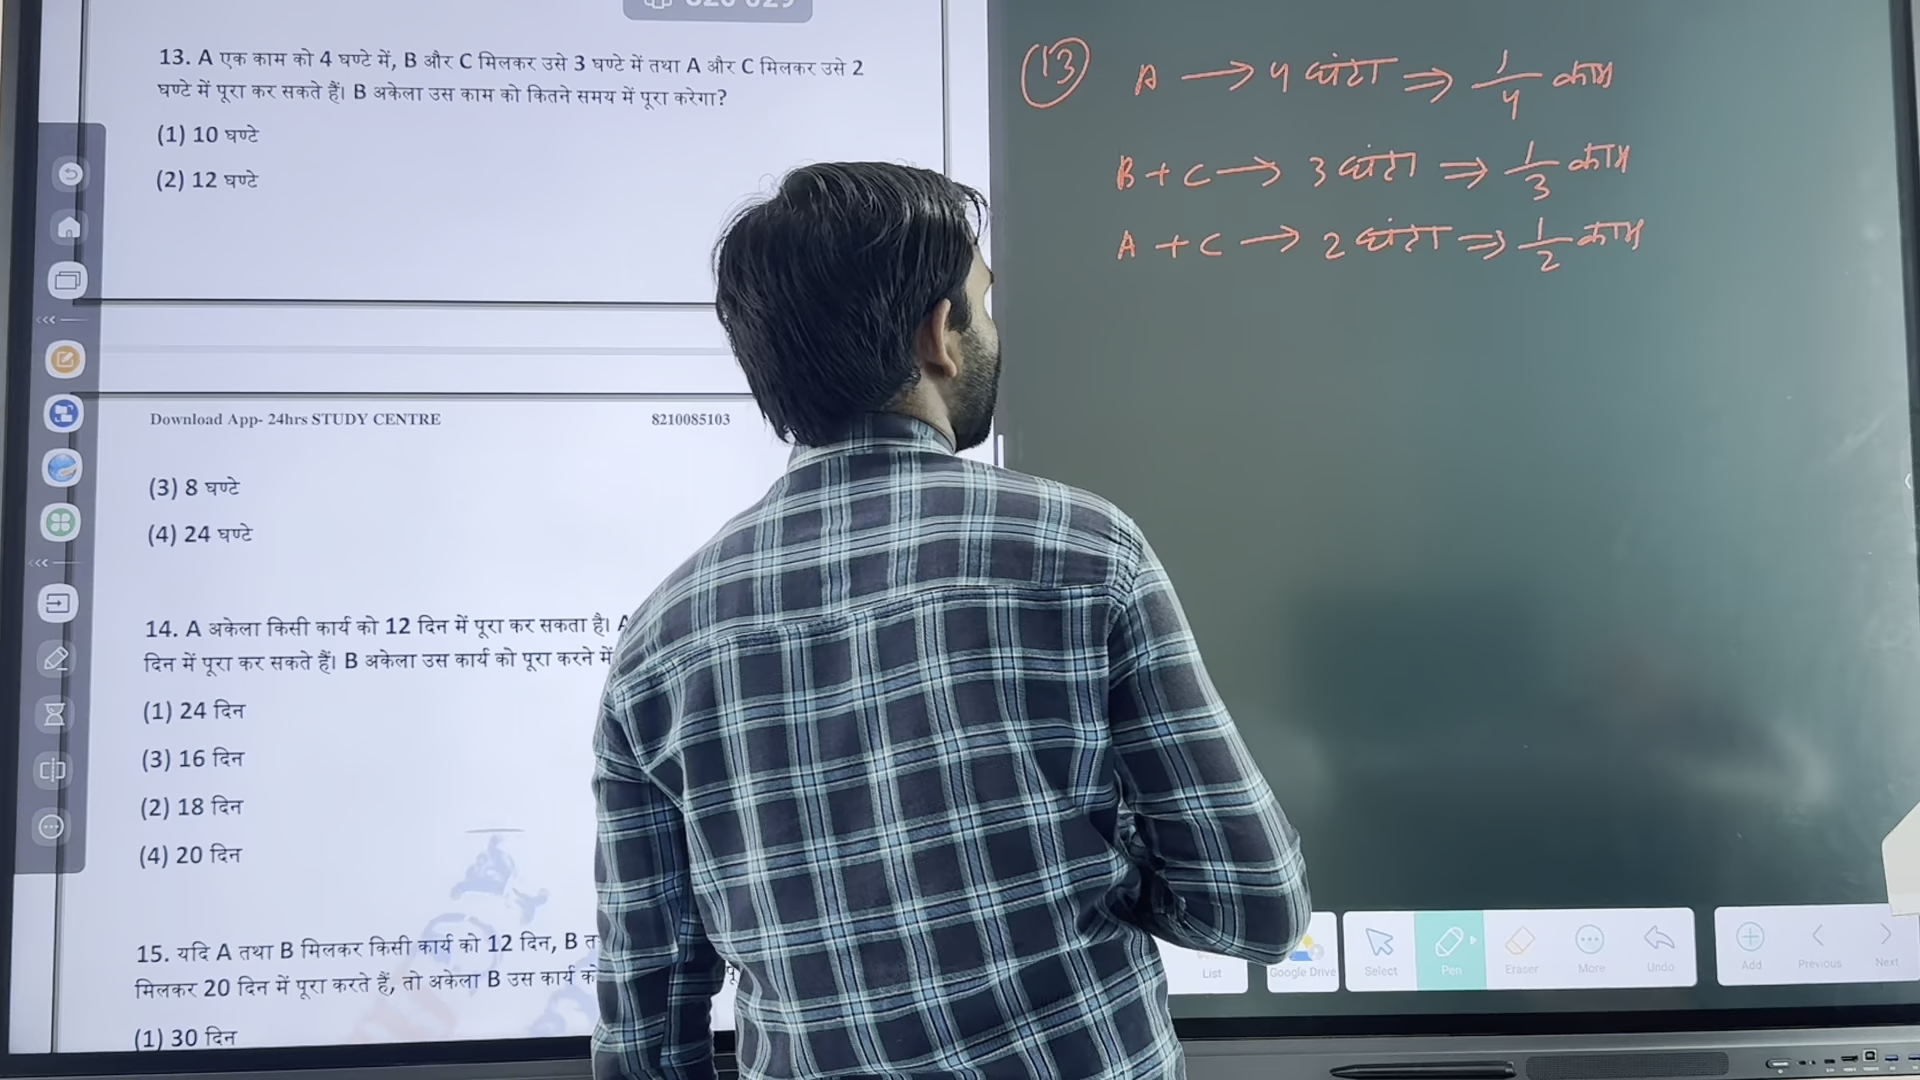 13. A एक काम को 4 घण्टे में, B और C मिलकर उसे 3 घण्टे में तथा A और C मिलकर उसे 2
घण्टे में पूरा कर सकते हैं। B अकेला उस काम को कितने समय में पूरा करेगा?
(1) 10 घण्टे
(2) 12 घण्टे
Download App- 24hrs STUDY CENTRE 8210085103
(3) 8 घण्टे
(4) 24 घण्टे
14. A अकेला किसी कार्य को 12 दिन में पूरा कर सकता है।
दिन में पूरा कर सकते हैं। B अकेला उस कार्य को पूरा करने में
(1) 24 दिन
(3) 16 दिन
(2) 18 दिन
(4) 20 दिन
15. यदि A तथा B मिलकर किसी कार्य को 12 दिन, B
मिलकर 20 दिन में पूरा करते हैं, तो अकेला B उस कार्य को
(1) 30 दिन
(13) A → 4 घंटा ⇒ 1/4 काम
B + C → 3 घंटा ⇒ 1/3 काम
A + C → 2 घंटा ⇒ 1/2 काम
List Google Drive Select Pen Eraser More Undo Add Previous Next